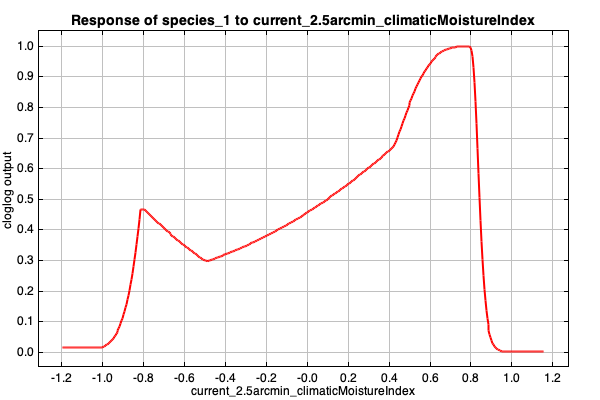 Response of species_1 to current_2.5arcmin_climaticMoistureIndex
cloglog output
1.0
0.9
0.8
0.7
0.6
0.5
0.4
0.3
0.2
0.1
0.0
-1.2 -1.0 -0.8 -0.6 -0.4 -0.2 -0.0 0.2 0.4 0.6 0.8 1.0 1.2
current_2.5arcmin_climaticMoistureIndex